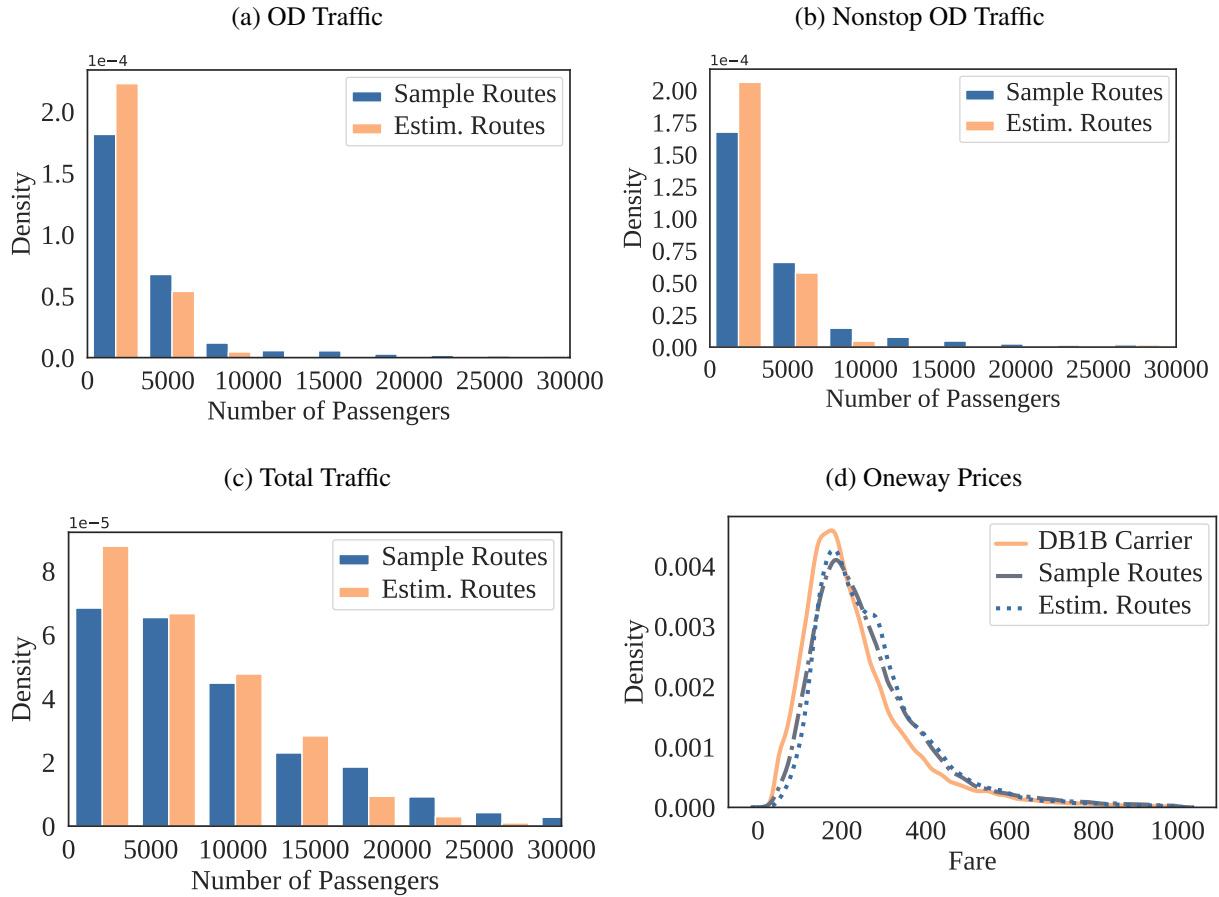 (a) OD Traffic
1e−4
2.0
1.5
1.0
0.5
0.0
0 5000 10000 15000 20000 25000 30000
Density
Number of Passengers
Sample Routes
Estim. Routes
(b) Nonstop OD Traffic
1e−4
2.00
1.75
1.50
1.25
1.00
0.75
0.50
0.25
0.00
0 5000 10000 15000 20000 25000 30000
Density
Number of Passengers
Sample Routes
Estim. Routes
(c) Total Traffic
1e−5
8
6
4
2
0
0 5000 10000 15000 20000 25000 30000
Density
Number of Passengers
Sample Routes
Estim. Routes
(d) Oneway Prices
0.004
0.003
0.002
0.001
0.000
0 200 400 600 800 1000
Density
Fare
DB1B Carrier
Sample Routes
Estim. Routes